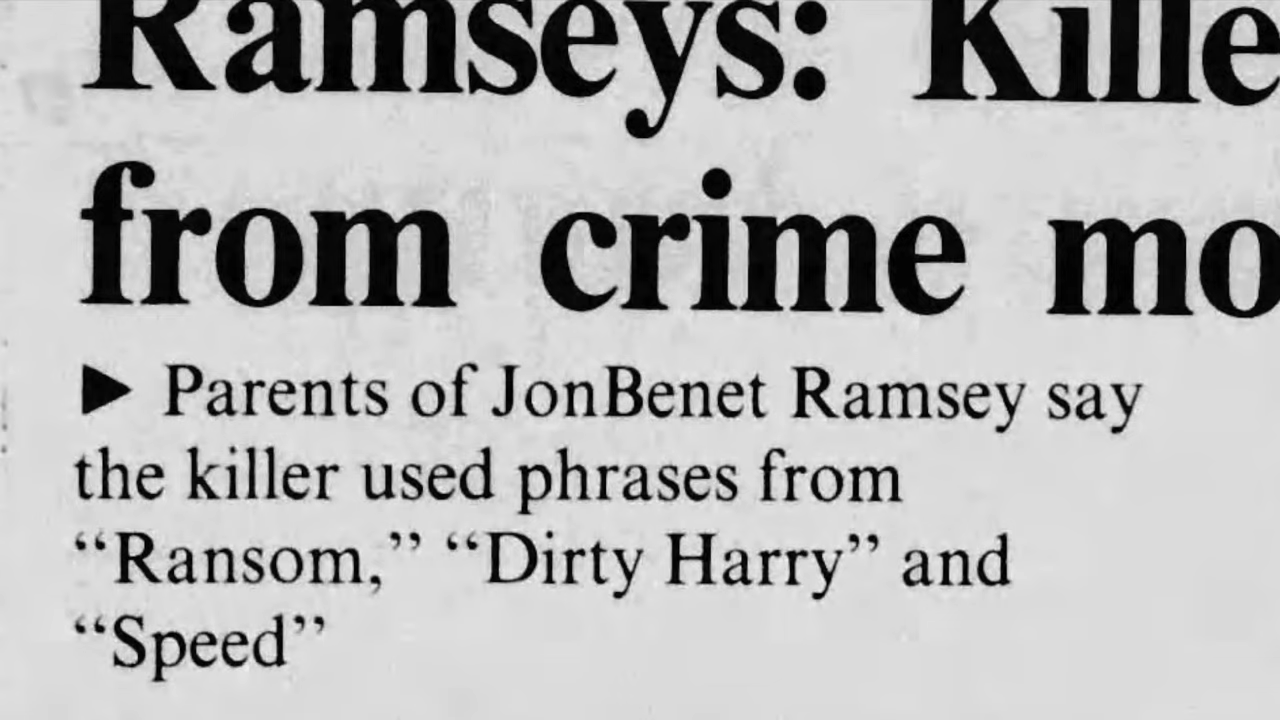 Ramseys: Kille
from crime mo
▶ Parents of JonBenet Ramsey say
the killer used phrases from
“Ransom,” “Dirty Harry” and
“Speed”